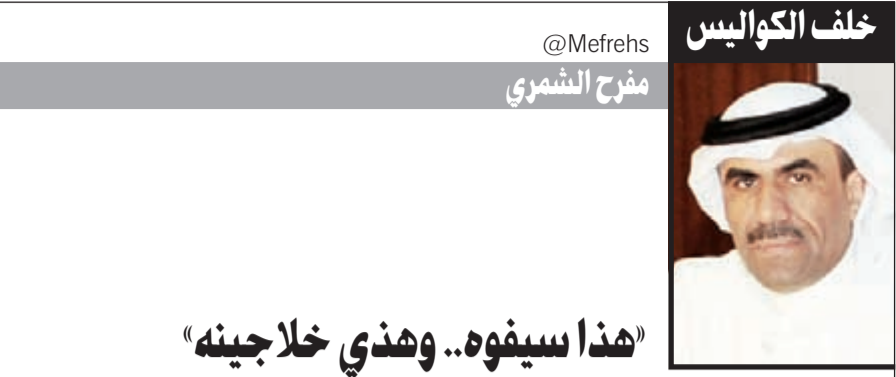 خلف الكواليس
@Mefrehs
مفرح الشمري
«هذا سيفوه.. وهذي خلاجينه»